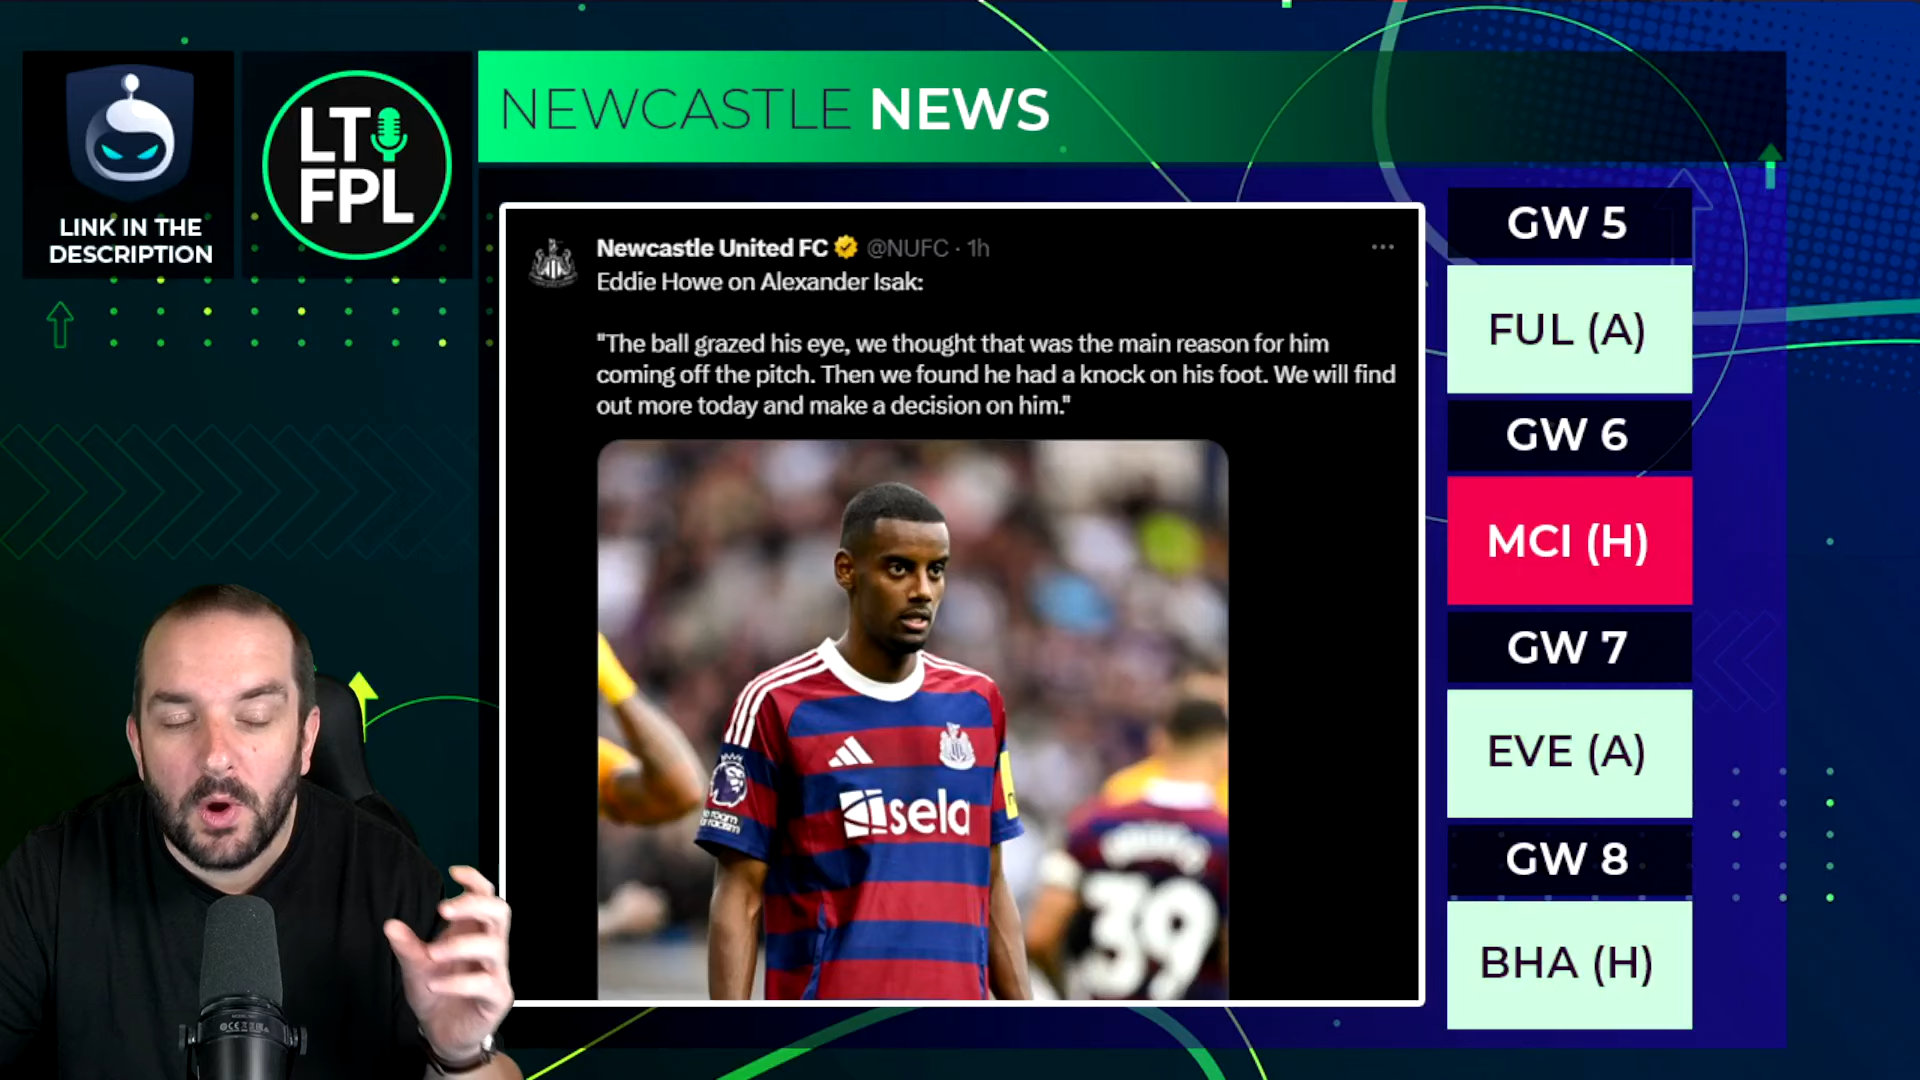 LINK IN THE
DESCRIPTION
LT
FPL
NEWCASTLE NEWS
Newcastle United FC @NUFC · 1h
Eddie Howe on Alexander Isak:
"The ball grazed his eye, we thought that was the main reason for him
coming off the pitch. Then we found he had a knock on his foot. We will find
out more today and make a decision on him."
sela
39
GW 5
FUL (A)
GW 6
MCI (H)
GW 7
EVE (A)
GW 8
BHA (H)